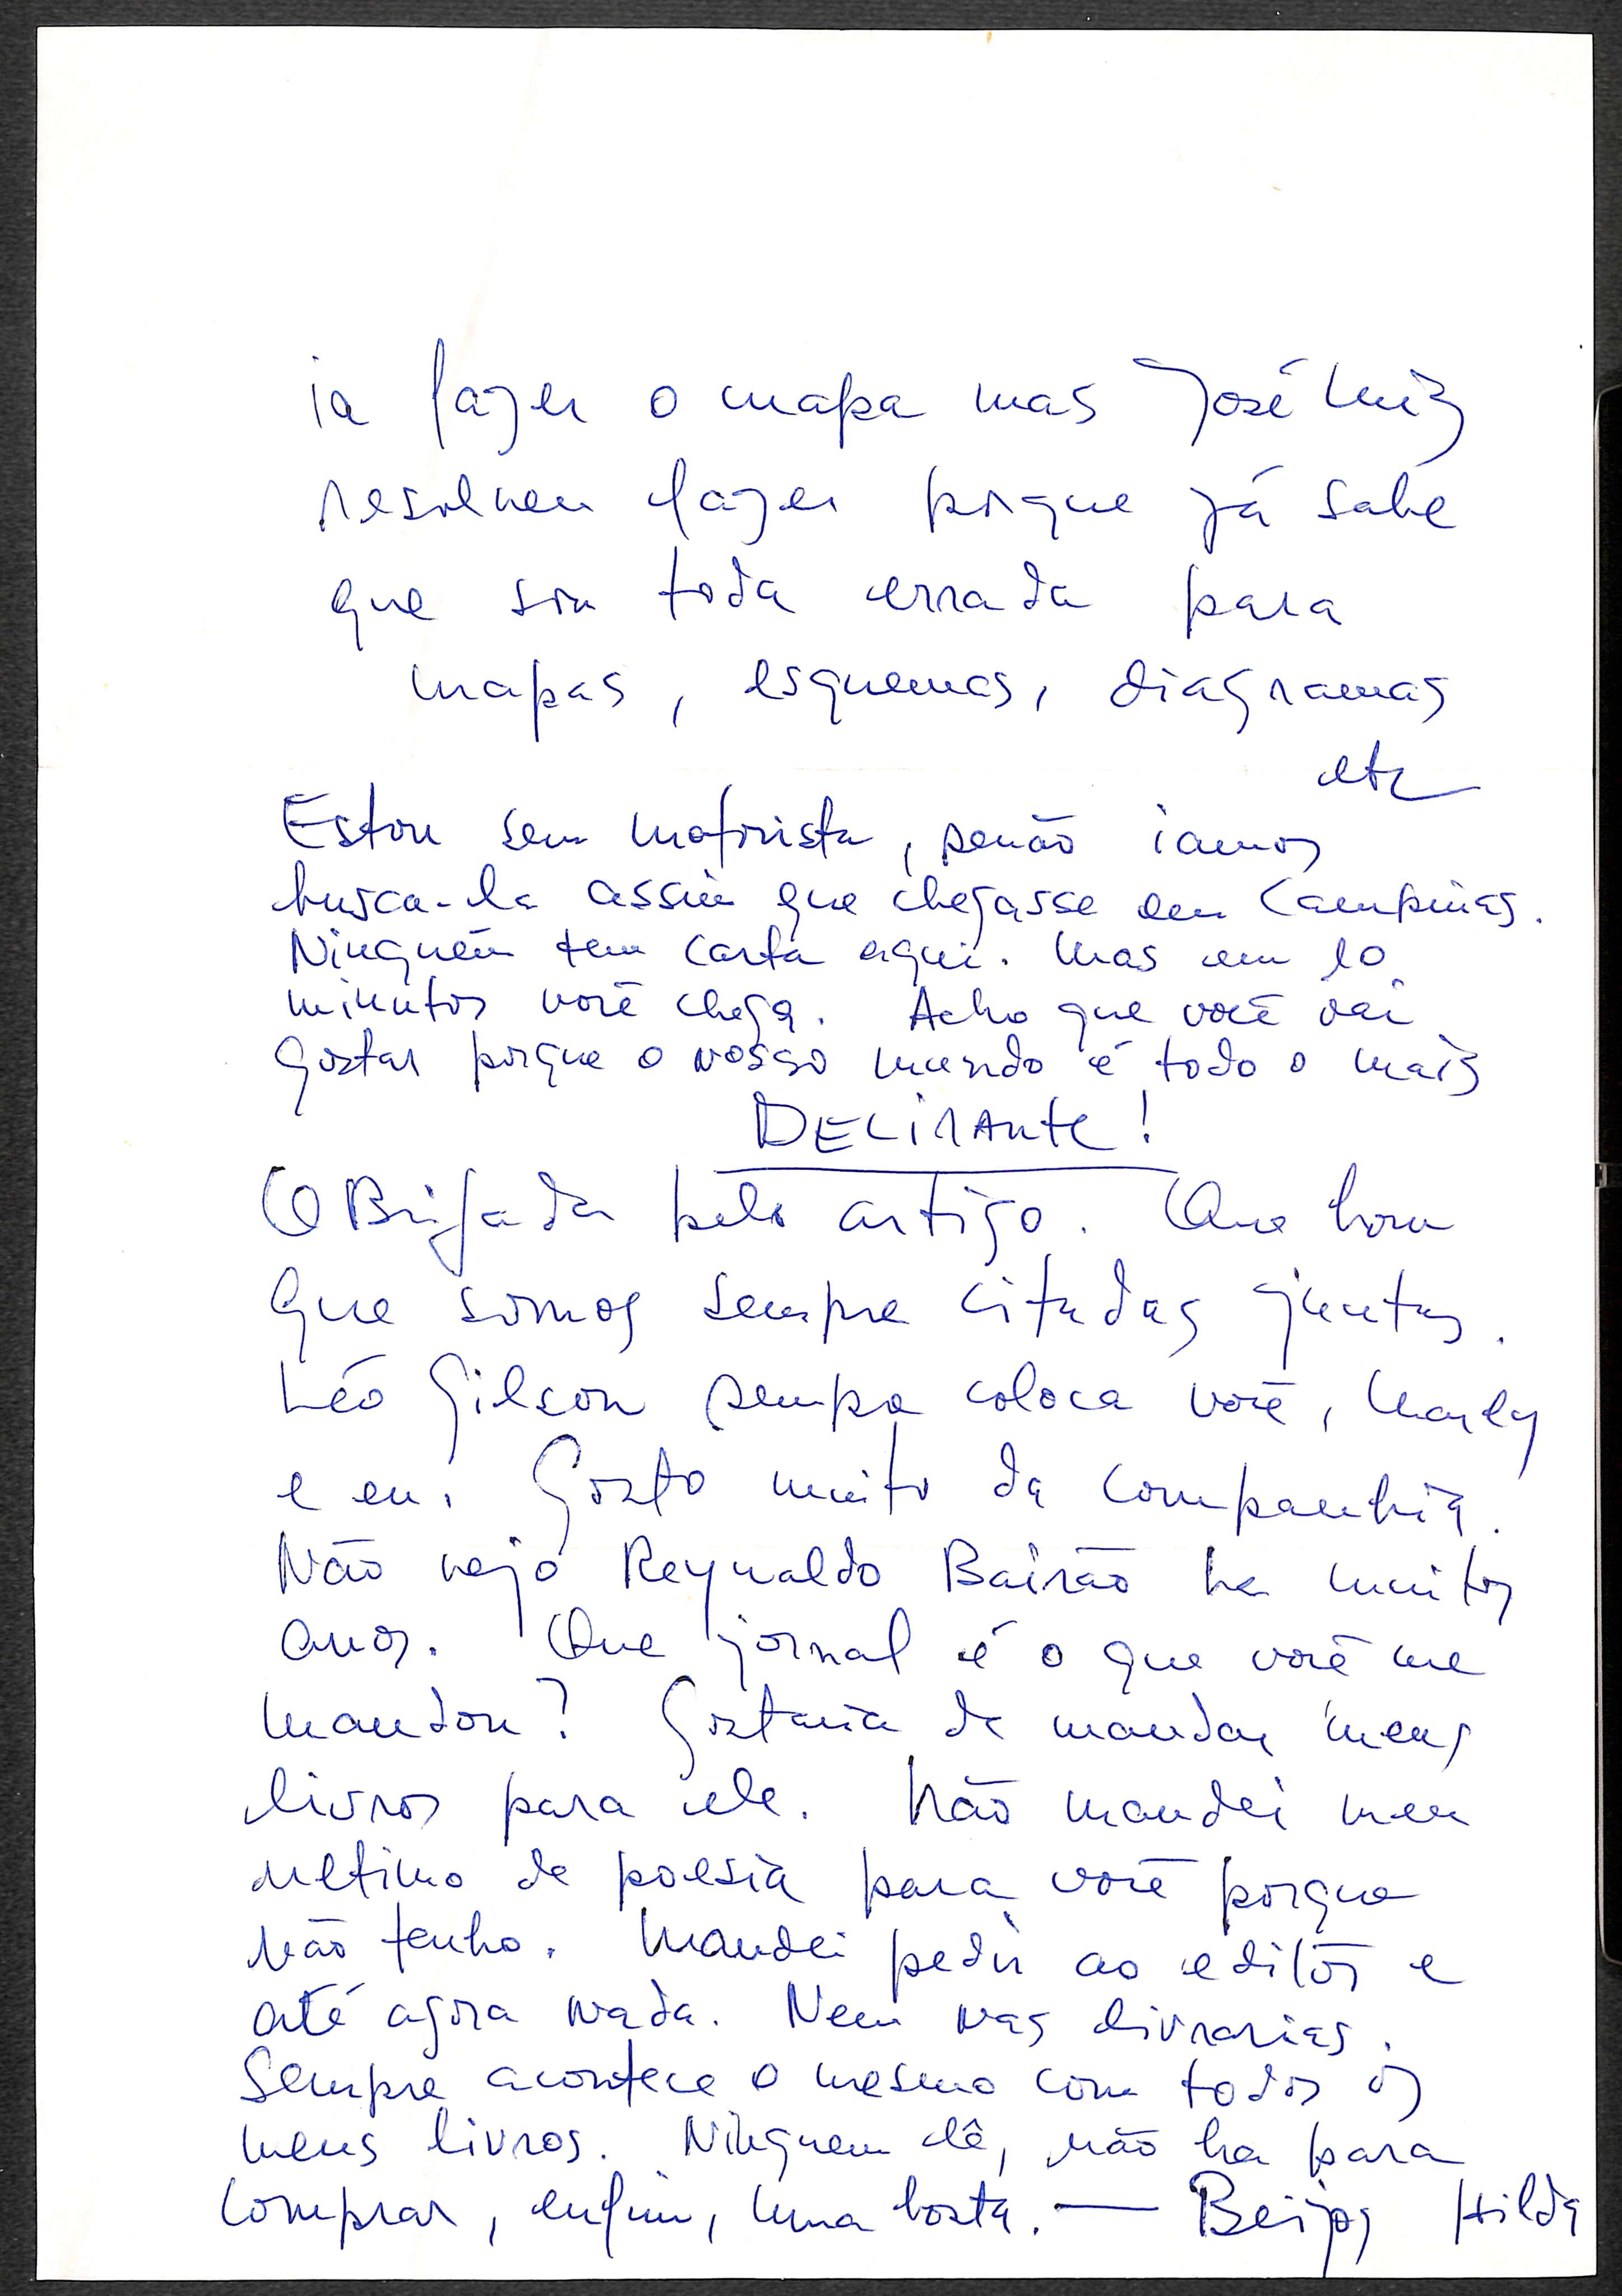 ia fazer o mapa mas José Luiz
resolveu fazer porque já sabe
que sou toda errada para
mapas, esquemas, diagramas
etc
Estou sem motorista, senão iamos
busca-la assim que chegasse em Campinas.
Ninguém tem carta aqui. Mas em 10
minutos você chega. Acho que você vai
gostar porque o nosso mundo é todo o mais
DELIRANTE!
OBrigada pelo artigo. Que bom
que somos sempre citadas juntas.
Léo Gilson sempre coloca você, Marly
e eu. Gosto muito da companhia.
Não vejo Reynaldo Bairão ha muitos
anos. Que jornal é o que você me
mandou? Gostaria de mandar meus
livros para ele. Não mandei meu
ultimo de poesia para você porque
não tenho. Mandei pedir ao editor e
até agora nada. Nem nas livrarias.
Sempre acontece o mesmo com todos os
meus livros. Ninguem lê, não ha para
comprar, enfim, uma bosta. — Beijos Hilda